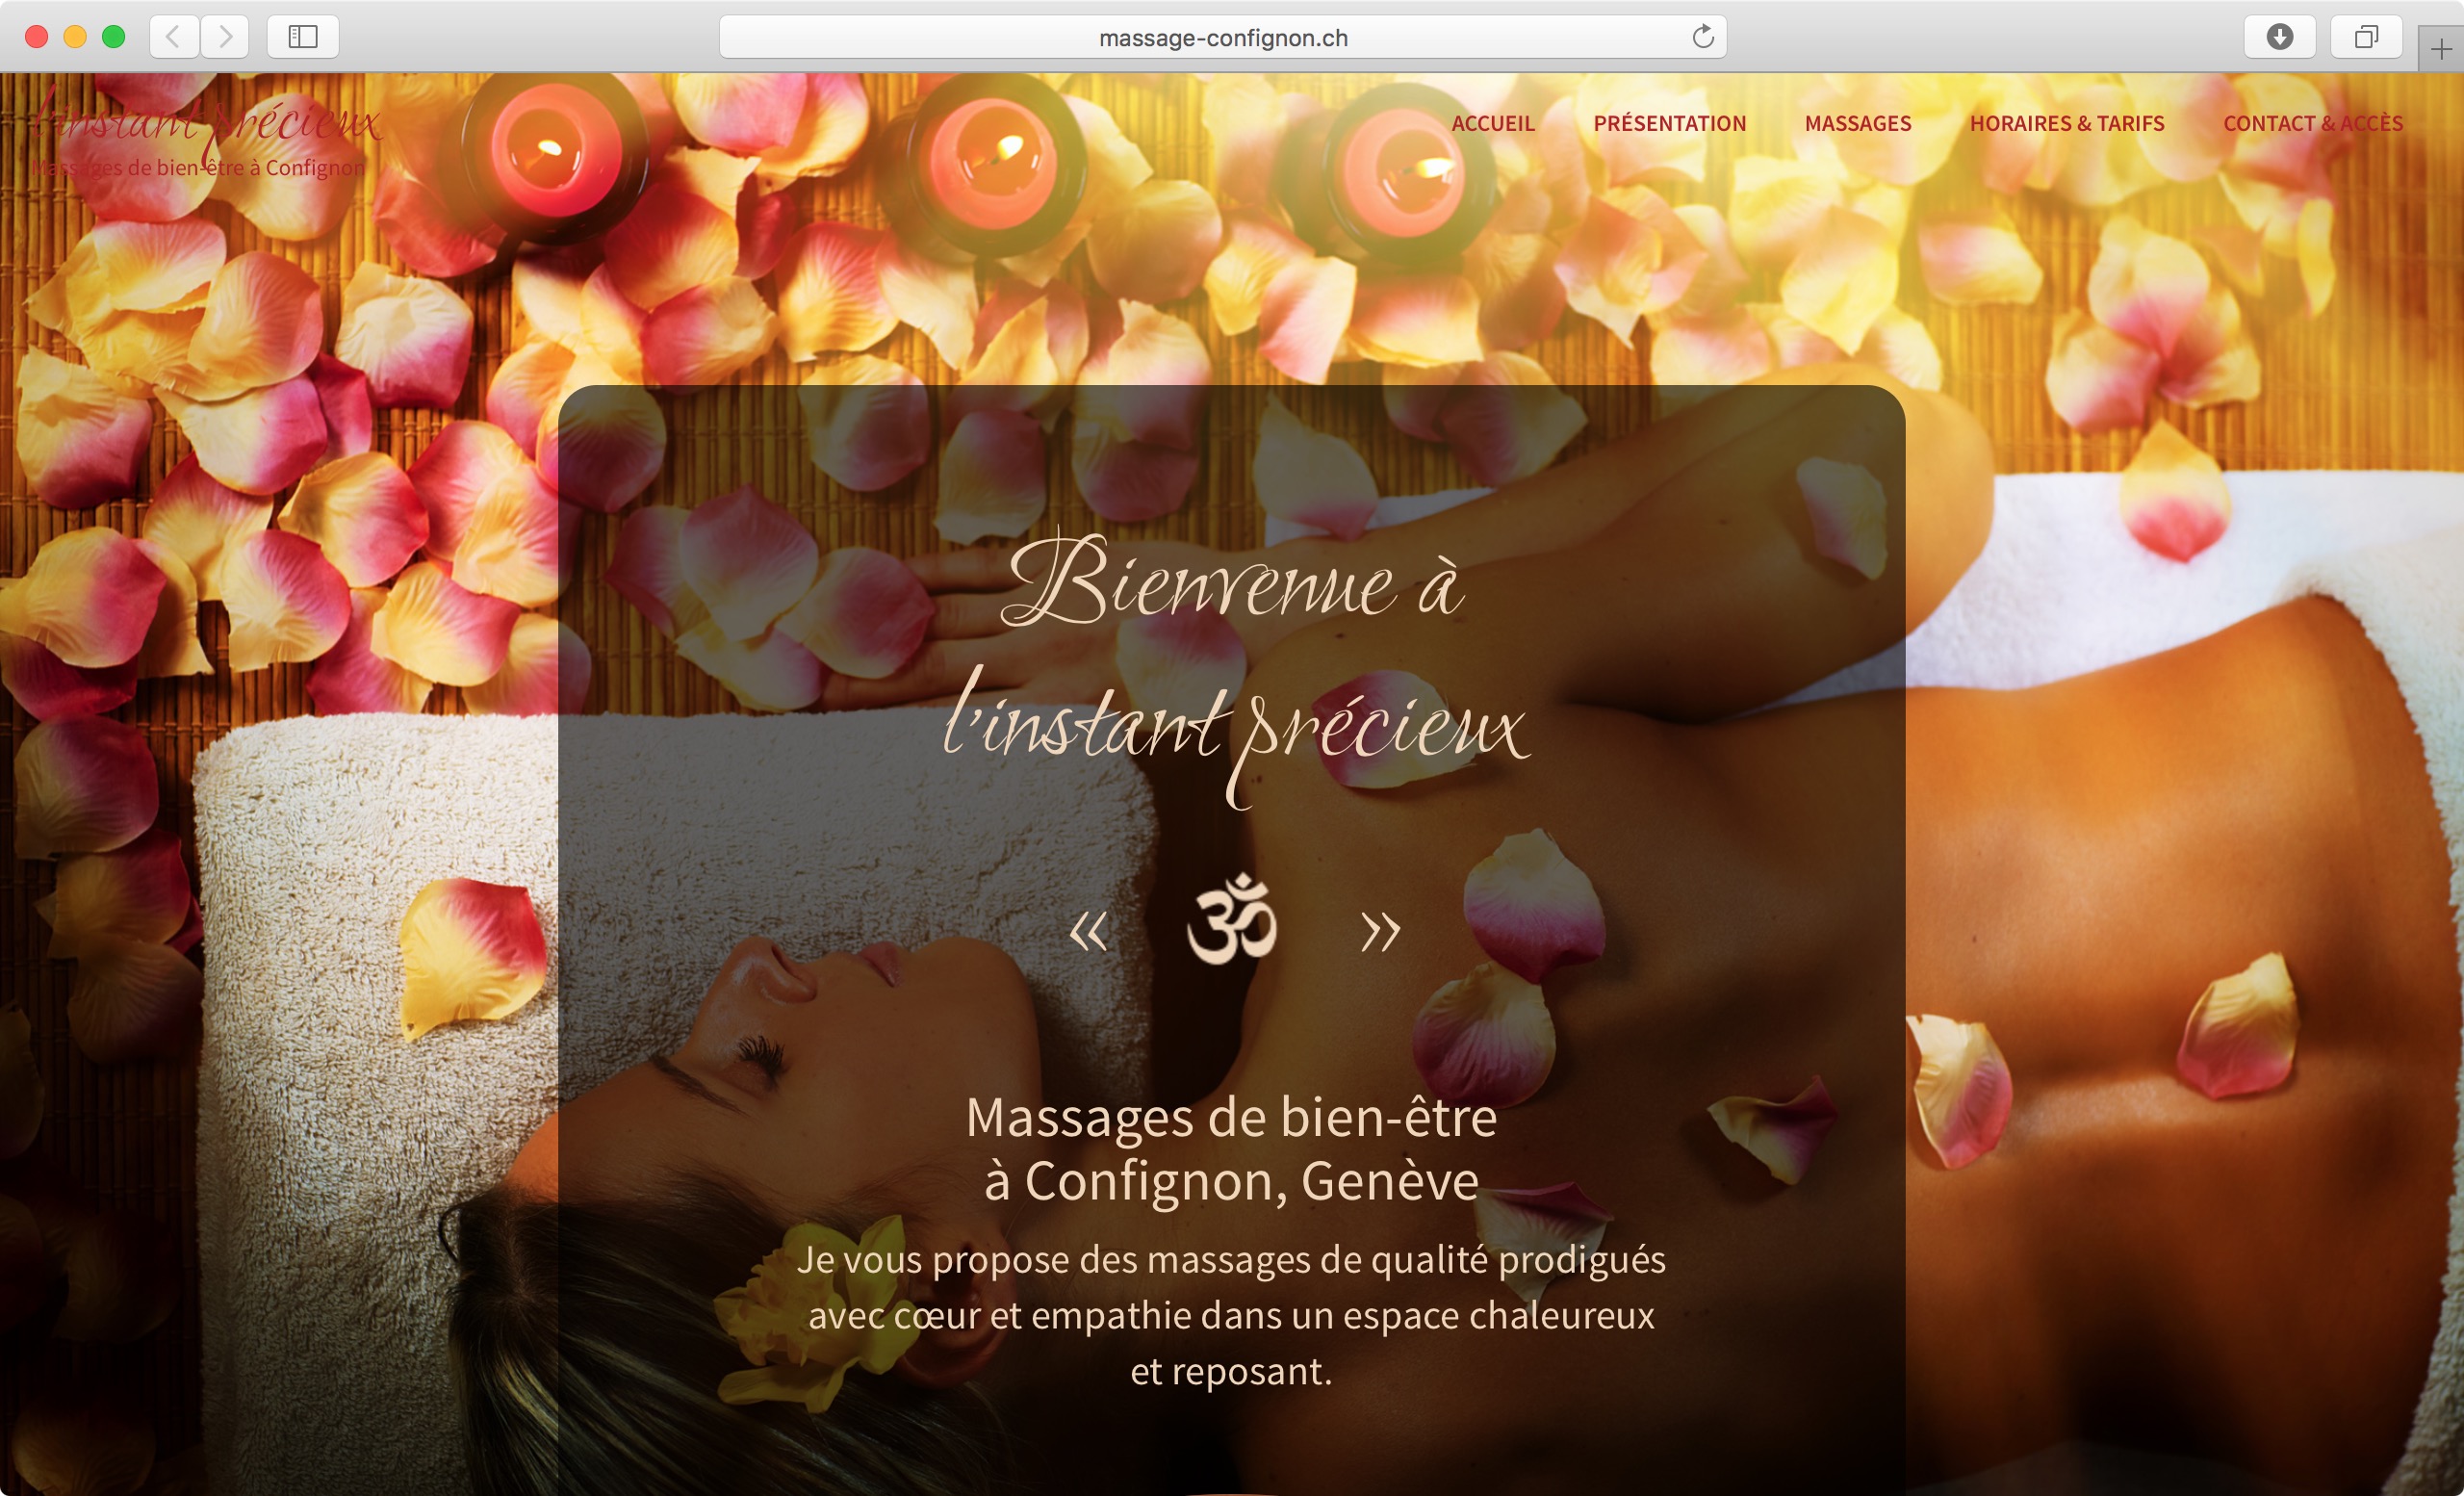 massage-confignon.ch
l'instant précieux
Massages de bien-être à Confignon
ACCUEIL
PRÉSENTATION
MASSAGES
HORAIRES & TARIFS
CONTACT & ACCÈS
Bienvenue à
l'instant précieux
« ॐ »
Massages de bien-être
à Confignon, Genève
Je vous propose des massages de qualité prodigués
avec cœur et empathie dans un espace chaleureux
et reposant.